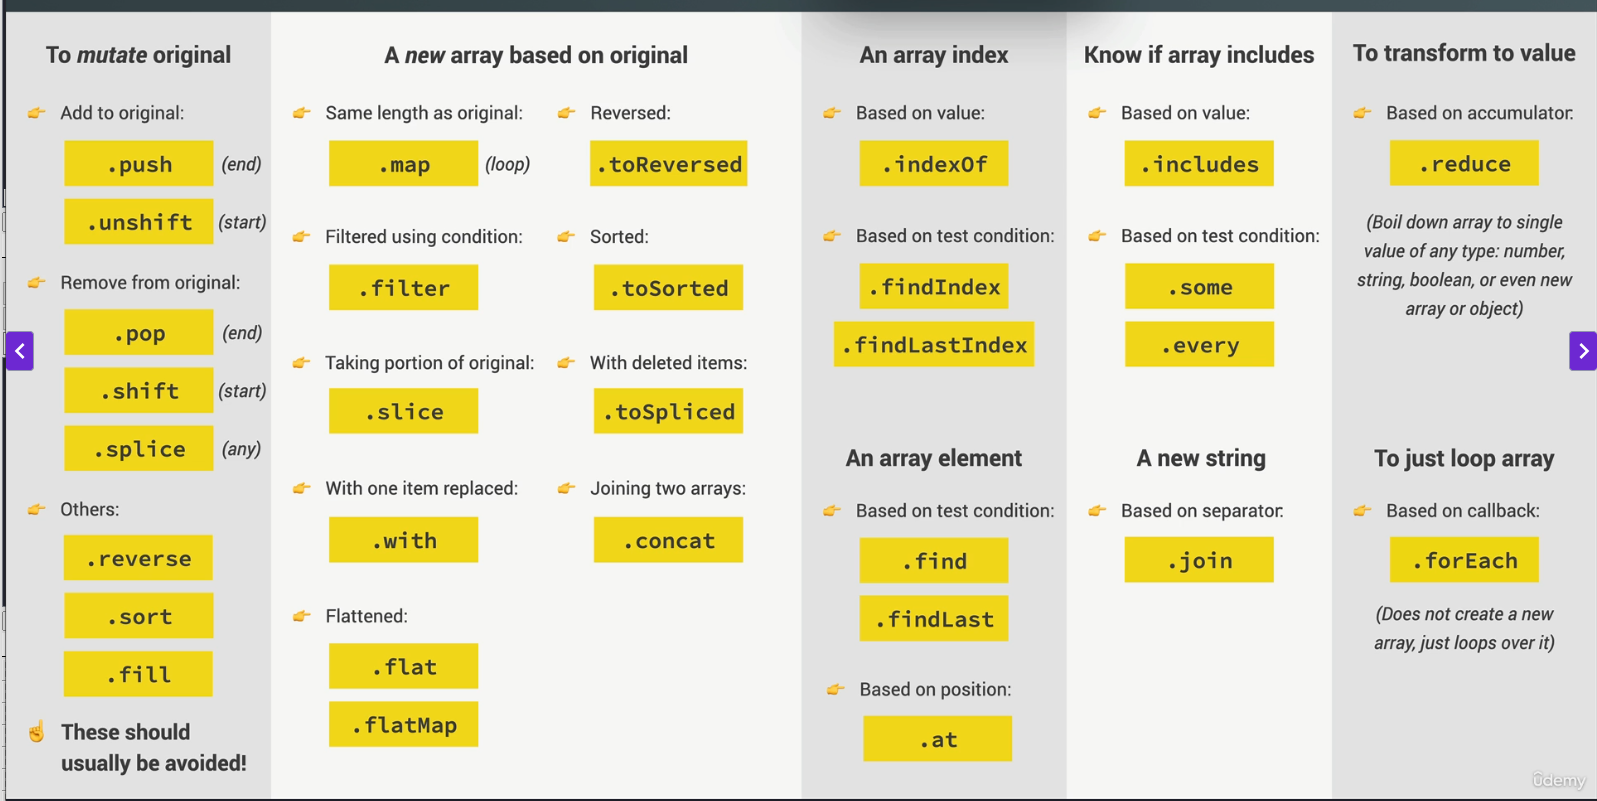 To mutate original
Add to original:
.push (end)
.unshift (start)
Remove from original:
.pop (end)
.shift (start)
.splice (any)
Others:
.reverse
.sort
.fill
These should
usually be avoided!
A new array based on original
Same length as original:
.map (loop)
Filtered using condition:
.filter
Taking portion of original:
.slice
With one item replaced:
.with
Flattened:
.flat
.flatMap
Reversed:
.toReversed
Sorted:
.toSorted
With deleted items:
.toSpliced
Joining two arrays:
.concat
An array index
Based on value:
.indexOf
Based on test condition:
.findIndex
.findLastIndex
An array element
Based on test condition:
.find
.findLast
Based on position:
.at
Know if array includes
Based on value:
.includes
Based on test condition:
.some
.every
A new string
Based on separator:
.join
To transform to value
Based on accumulator:
.reduce
(Boil down array to single
value of any type: number,
string, boolean, or even new
array or object)
To just loop array
Based on callback:
.forEach
(Does not create a new
array, just loops over it)
ûdemy